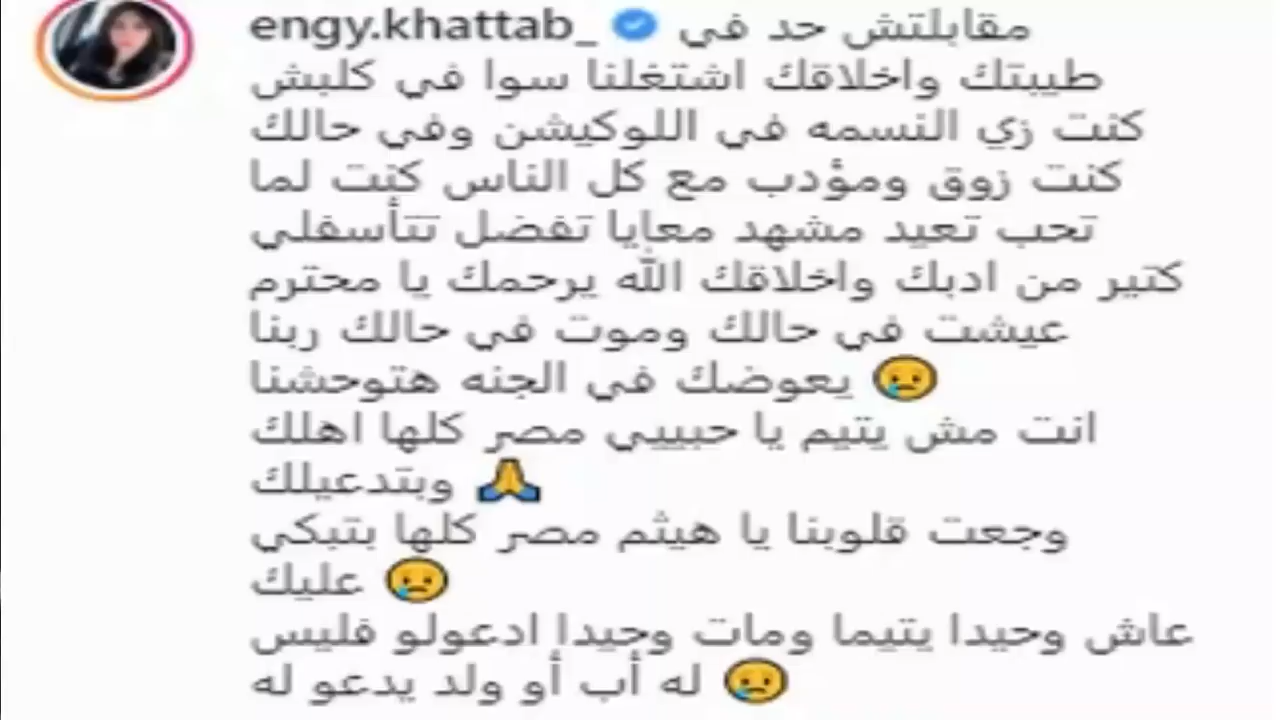 engy.khattab_ مقابلتش حد في
طيبتك واخلاقك اشتغلنا سوا في كلبش
كنت زي النسمه في اللوكيشن وفي حالك
كنت زوق ومؤدب مع كل الناس كنت لما
تحب تعيد مشهد معايا تفضل تتأسفلي
كتير من ادبك واخلاقك الله يرحمك يا محترم
عيشت في حالك وموت في حالك ربنا
يعوضك في الجنه هتوحشنا 😢
انت مش يتيم يا حبيبي مصر كلها اهلك
وبتدعيلك 🙏
وجعت قلوبنا يا هيثم مصر كلها بتبكي
عليك 😢
عاش وحيدا يتيما ومات وحيدا ادعولو فليس
له أب أو ولد يدعو له 😢